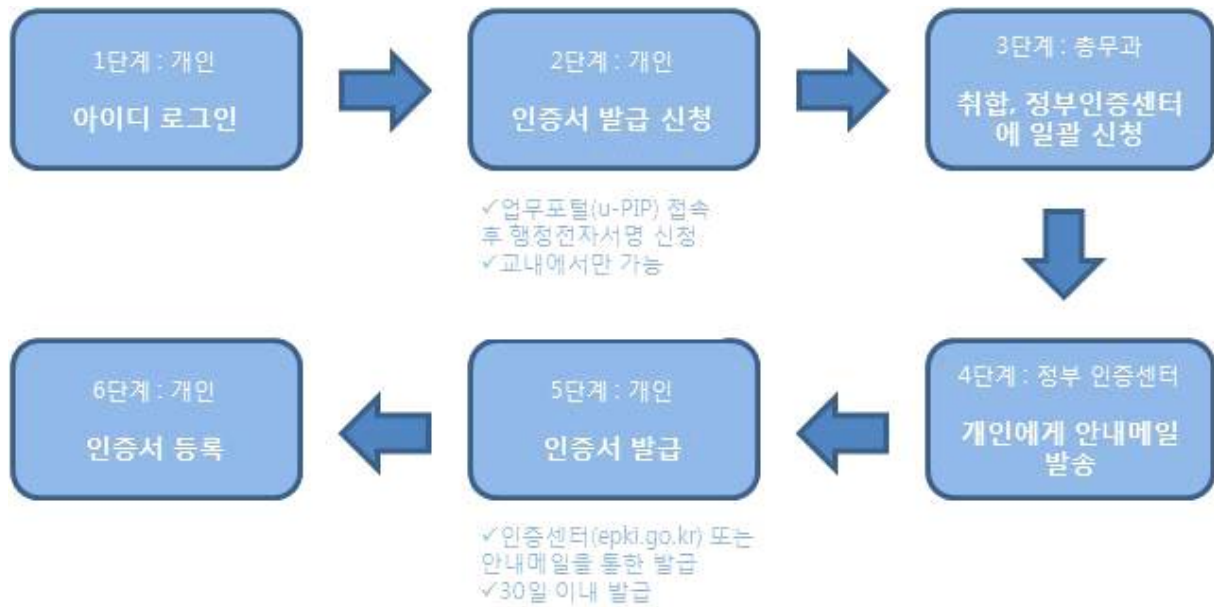 1단계 : 개인
아이디 로그인
2단계 : 개인
인증서 발급 신청
✓업무포털(u-PIP) 접속
후 행정전자서명 신청
✓교내에서만 가능
3단계 : 총무과
취합, 정부인증센터
에 일괄 신청
4단계 : 정부 인증센터
개인에게 안내메일
발송
5단계 : 개인
인증서 발급
✓인증센터(epki.go.kr) 또는
안내메일을 통한 발급
✓30일 이내 발급
6단계 : 개인
인증서 등록